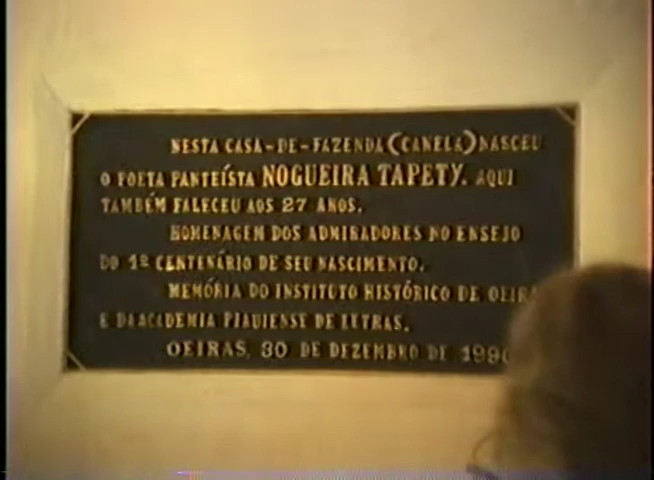 NESTA CASA-DE-FAZENDA (CANELA) NASCEU
O POETA PANTEÍSTA NOGUEIRA TAPETY. AQUI
TAMBÉM FALECEU AOS 27 ANOS.
HOMENAGEM DOS ADMIRADORES NO ENSEJO
DO 1º CENTENÁRIO DE SEU NASCIMENTO.
MEMÓRIA DO INSTITUTO HISTÓRICO DE
E DA ACADEMIA PIAUIENSE DE LETRAS.
OEIRAS, 30 DE DEZEMBRO DE